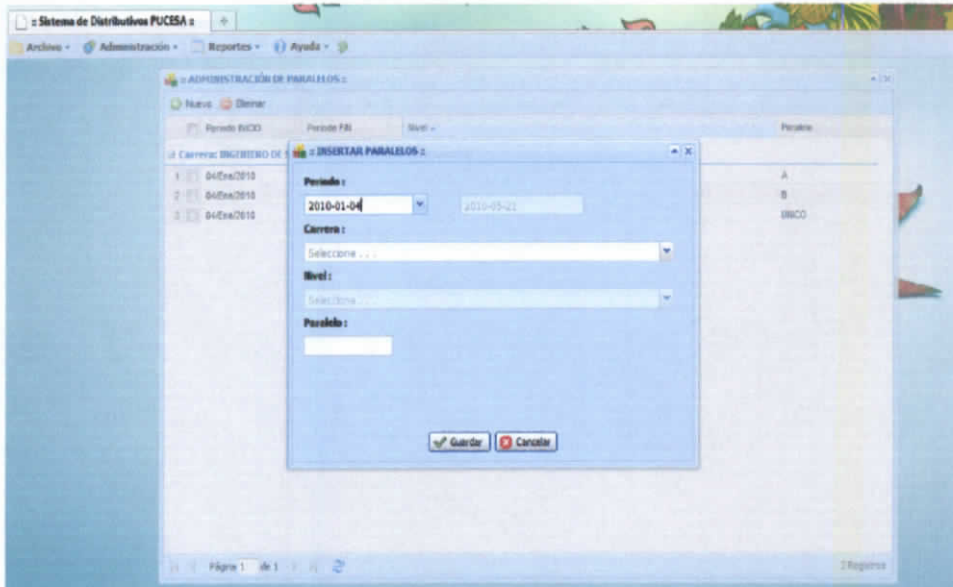 :: Sistema de Distributivos PUCESA ::
Archivo Administración Reportes Ayuda
:: ADMINISTRACIÓN DE PARALELOS ::
Nuevo Eliminar
Periodo INICIO Periodo FIN Nivel Paralelo
Carrera: INGENIERO DE
1 04/Ene/2010 A
2 04/Ene/2010 B
3 04/Ene/2010 UNICO
:: INSERTAR PARALELOS ::
Periodo :
2010-01-04 2010-05-21
Carrera :
Seleccione . . .
Nivel :
Seleccione . . .
Paralelo :
Guardar Cancelar
Página 1 de 1 3 Registros